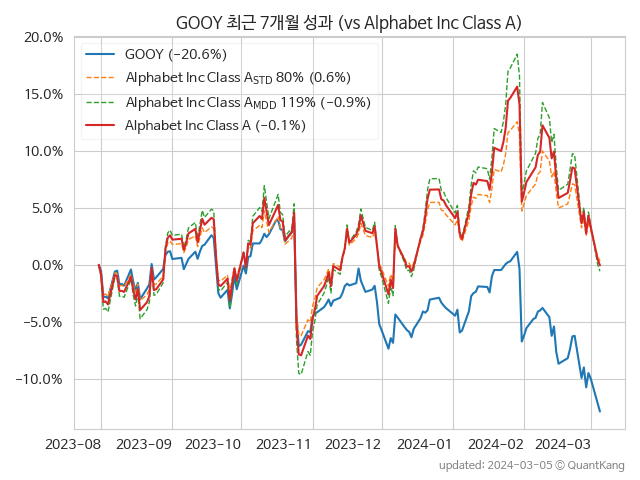 GOOY 최근 7개월 성과 (vs Alphabet Inc Class A)
20.0%
15.0%
10.0%
5.0%
0.0%
−5.0%
−10.0%
GOOY (−20.6%)
Alphabet Inc Class A_STD 80% (0.6%)
Alphabet Inc Class A_MDD 119% (−0.9%)
Alphabet Inc Class A (−0.1%)
2023-08 2023-09 2023-10 2023-11 2023-12 2024-01 2024-02 2024-03
updated: 2024-03-05 © QuantKang